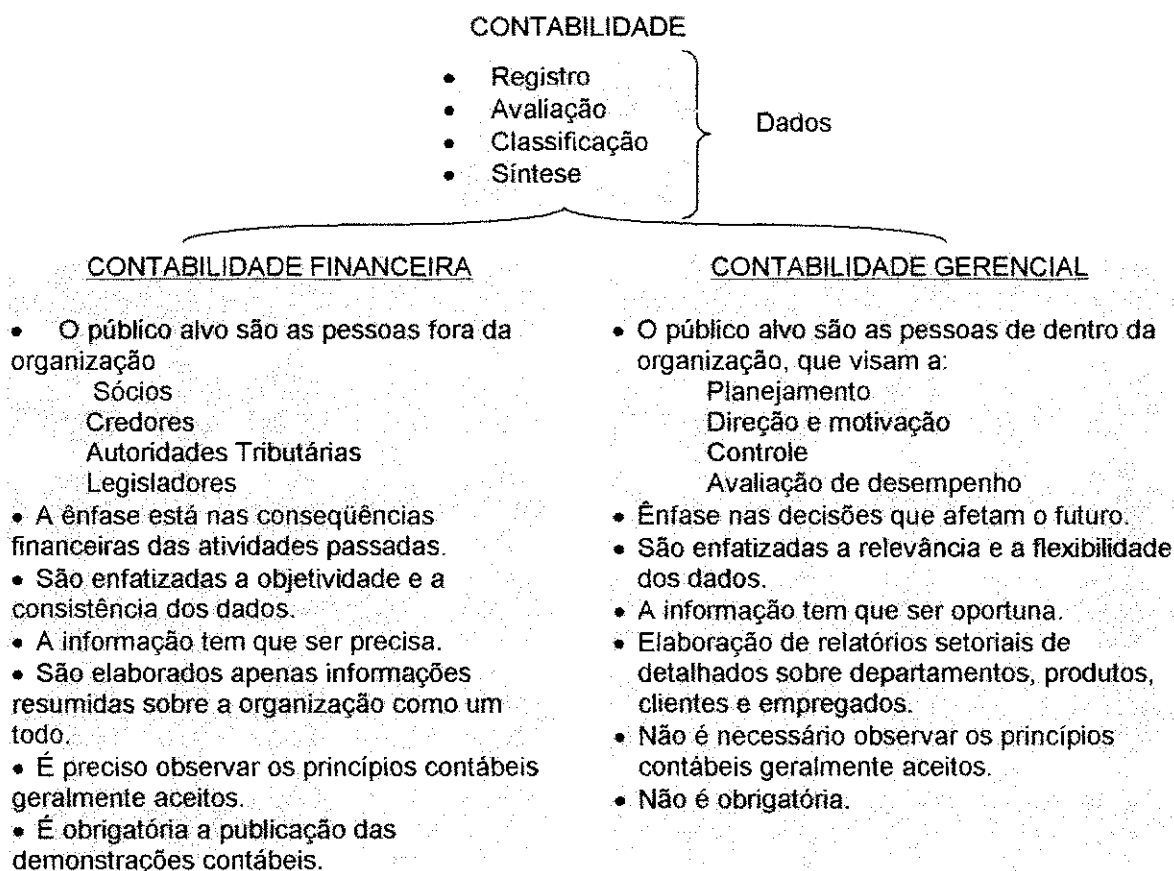 CONTABILIDADE
• Registro
• Avaliação
• Classificação
• Síntese
Dados
CONTABILIDADE FINANCEIRA
• O público alvo são as pessoas fora da
organização
Sócios
Credores
Autoridades Tributárias
Legisladores
• A ênfase está nas conseqüências
financeiras das atividades passadas.
• São enfatizadas a objetividade e a
consistência dos dados.
• A informação tem que ser precisa.
• São elaborados apenas informações
resumidas sobre a organização como um
todo.
• É preciso observar os princípios contábeis
geralmente aceitos.
• É obrigatória a publicação das
demonstrações contábeis.
CONTABILIDADE GERENCIAL
• O público alvo são as pessoas de dentro da
organização, que visam a:
Planejamento
Direção e motivação
Controle
Avaliação de desempenho
• Ênfase nas decisões que afetam o futuro.
• São enfatizadas a relevância e a flexibilidade
dos dados.
• A informação tem que ser oportuna.
• Elaboração de relatórios setoriais de
detalhados sobre departamentos, produtos,
clientes e empregados.
• Não é necessário observar os princípios
contábeis geralmente aceitos.
• Não é obrigatória.